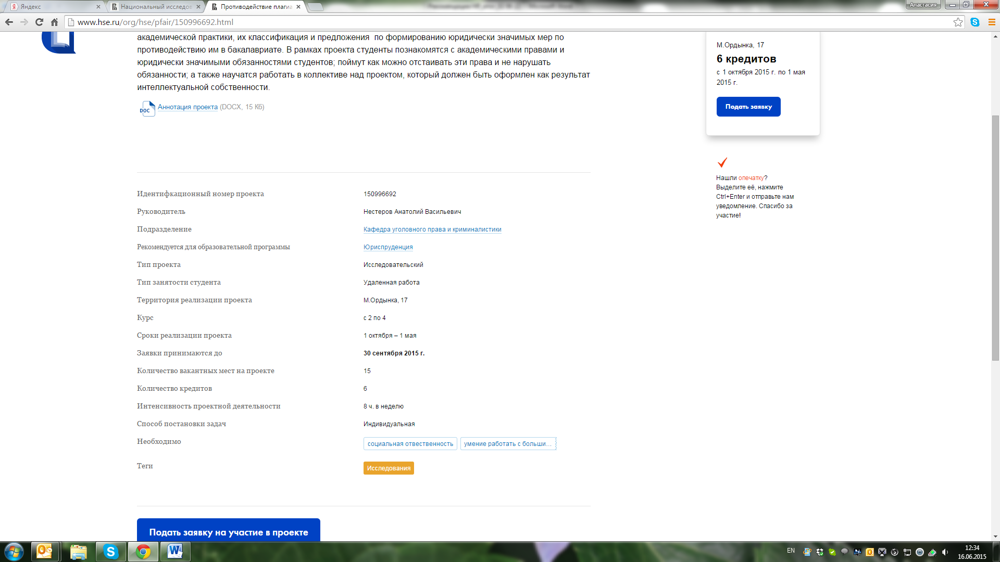 Яндекс
Национальный исследов
Противодействие плагиа
Анастасия
www.hse.ru/org/hse/pfair/150996692.html
академической практики, их классификация и предложения  по формированию юридически значимых мер по
противодействию им в бакалавриате. В рамках проекта студенты познакомятся с академическими правами и
юридически значимыми обязанностями студентов; поймут как можно отстаивать эти права и не нарушать
обязанности; а также научатся работать в коллективе над проектом, который должен быть оформлен как результат
интеллектуальной собственности.
DOC Аннотация проекта (DOCX, 15 Кб)
М.Ордынка, 17
6 кредитов
с 1 октября 2015 г. по 1 мая
2015 г.
Подать заявку
Нашли опечатку?
Выделите её, нажмите
Ctrl+Enter и отправьте нам
уведомление. Спасибо за
участие!
Идентифкационный номер проекта 150996692
Руководитель Нестеров Анатолий Васильевич
Подразделение Кафедра уголовного права и криминалистики
Рекомендуется для образовательной программы Юриспруденция
Тип проекта Исследовательский
Тип занятости студента Удаленная работа
Территория реализации проекта М.Ордынка, 17
Курс с 2 по 4
Сроки реализации проекта 1 октября – 1 мая
Заявки принимаются до 30 сентября 2015 г.
Количество вакантных мест на проекте 15
Количество кредитов 6
Интенсивность проектной деятельности 8 ч. в неделю
Способ постановки задач Индивидуальная
Необходимо социальная отвественность умение работать с больши...
Теги Исследования
Подать заявку на участие в проекте
EN
12:34
16.06.2015